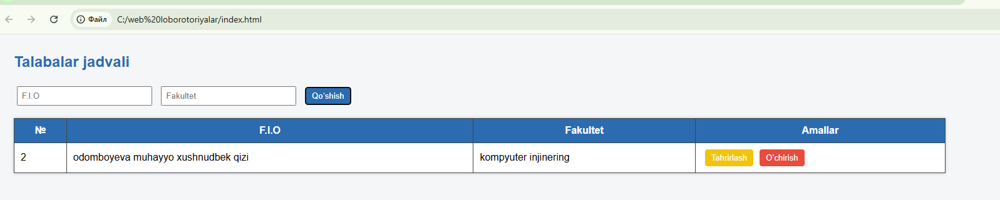 Файл C:/web%20loborotoriyalar/index.html
Talabalar jadvali
F.I.O Fakultet Qo'shish
№ F.I.O Fakultet Amallar
2 odomboyeva muhayyo xushnudbek qizi kompyuter injinering Tahrirlash O'chirish